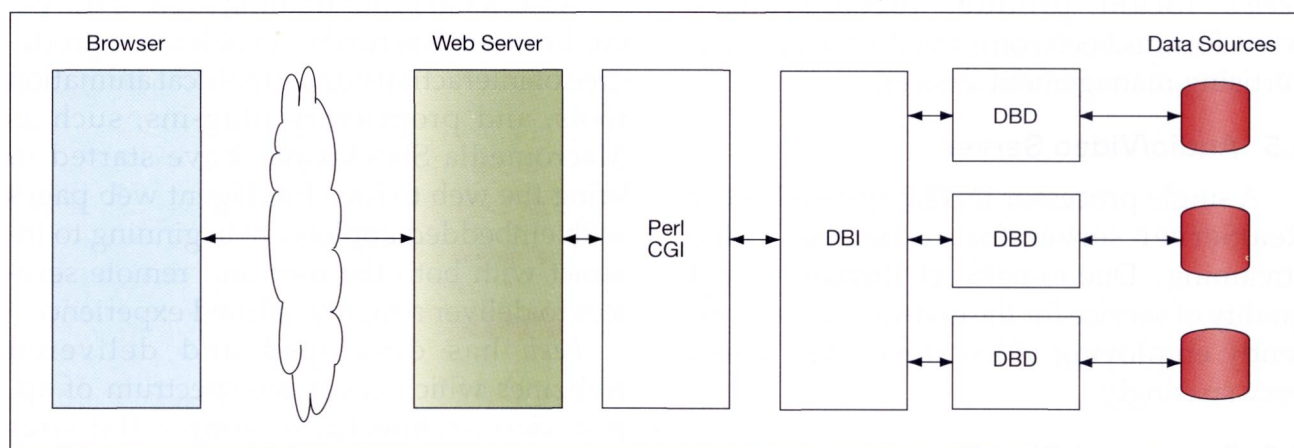 Browser
Web Server
Data Sources
DBD
Perl
CGI
DBI
DBD
DBD